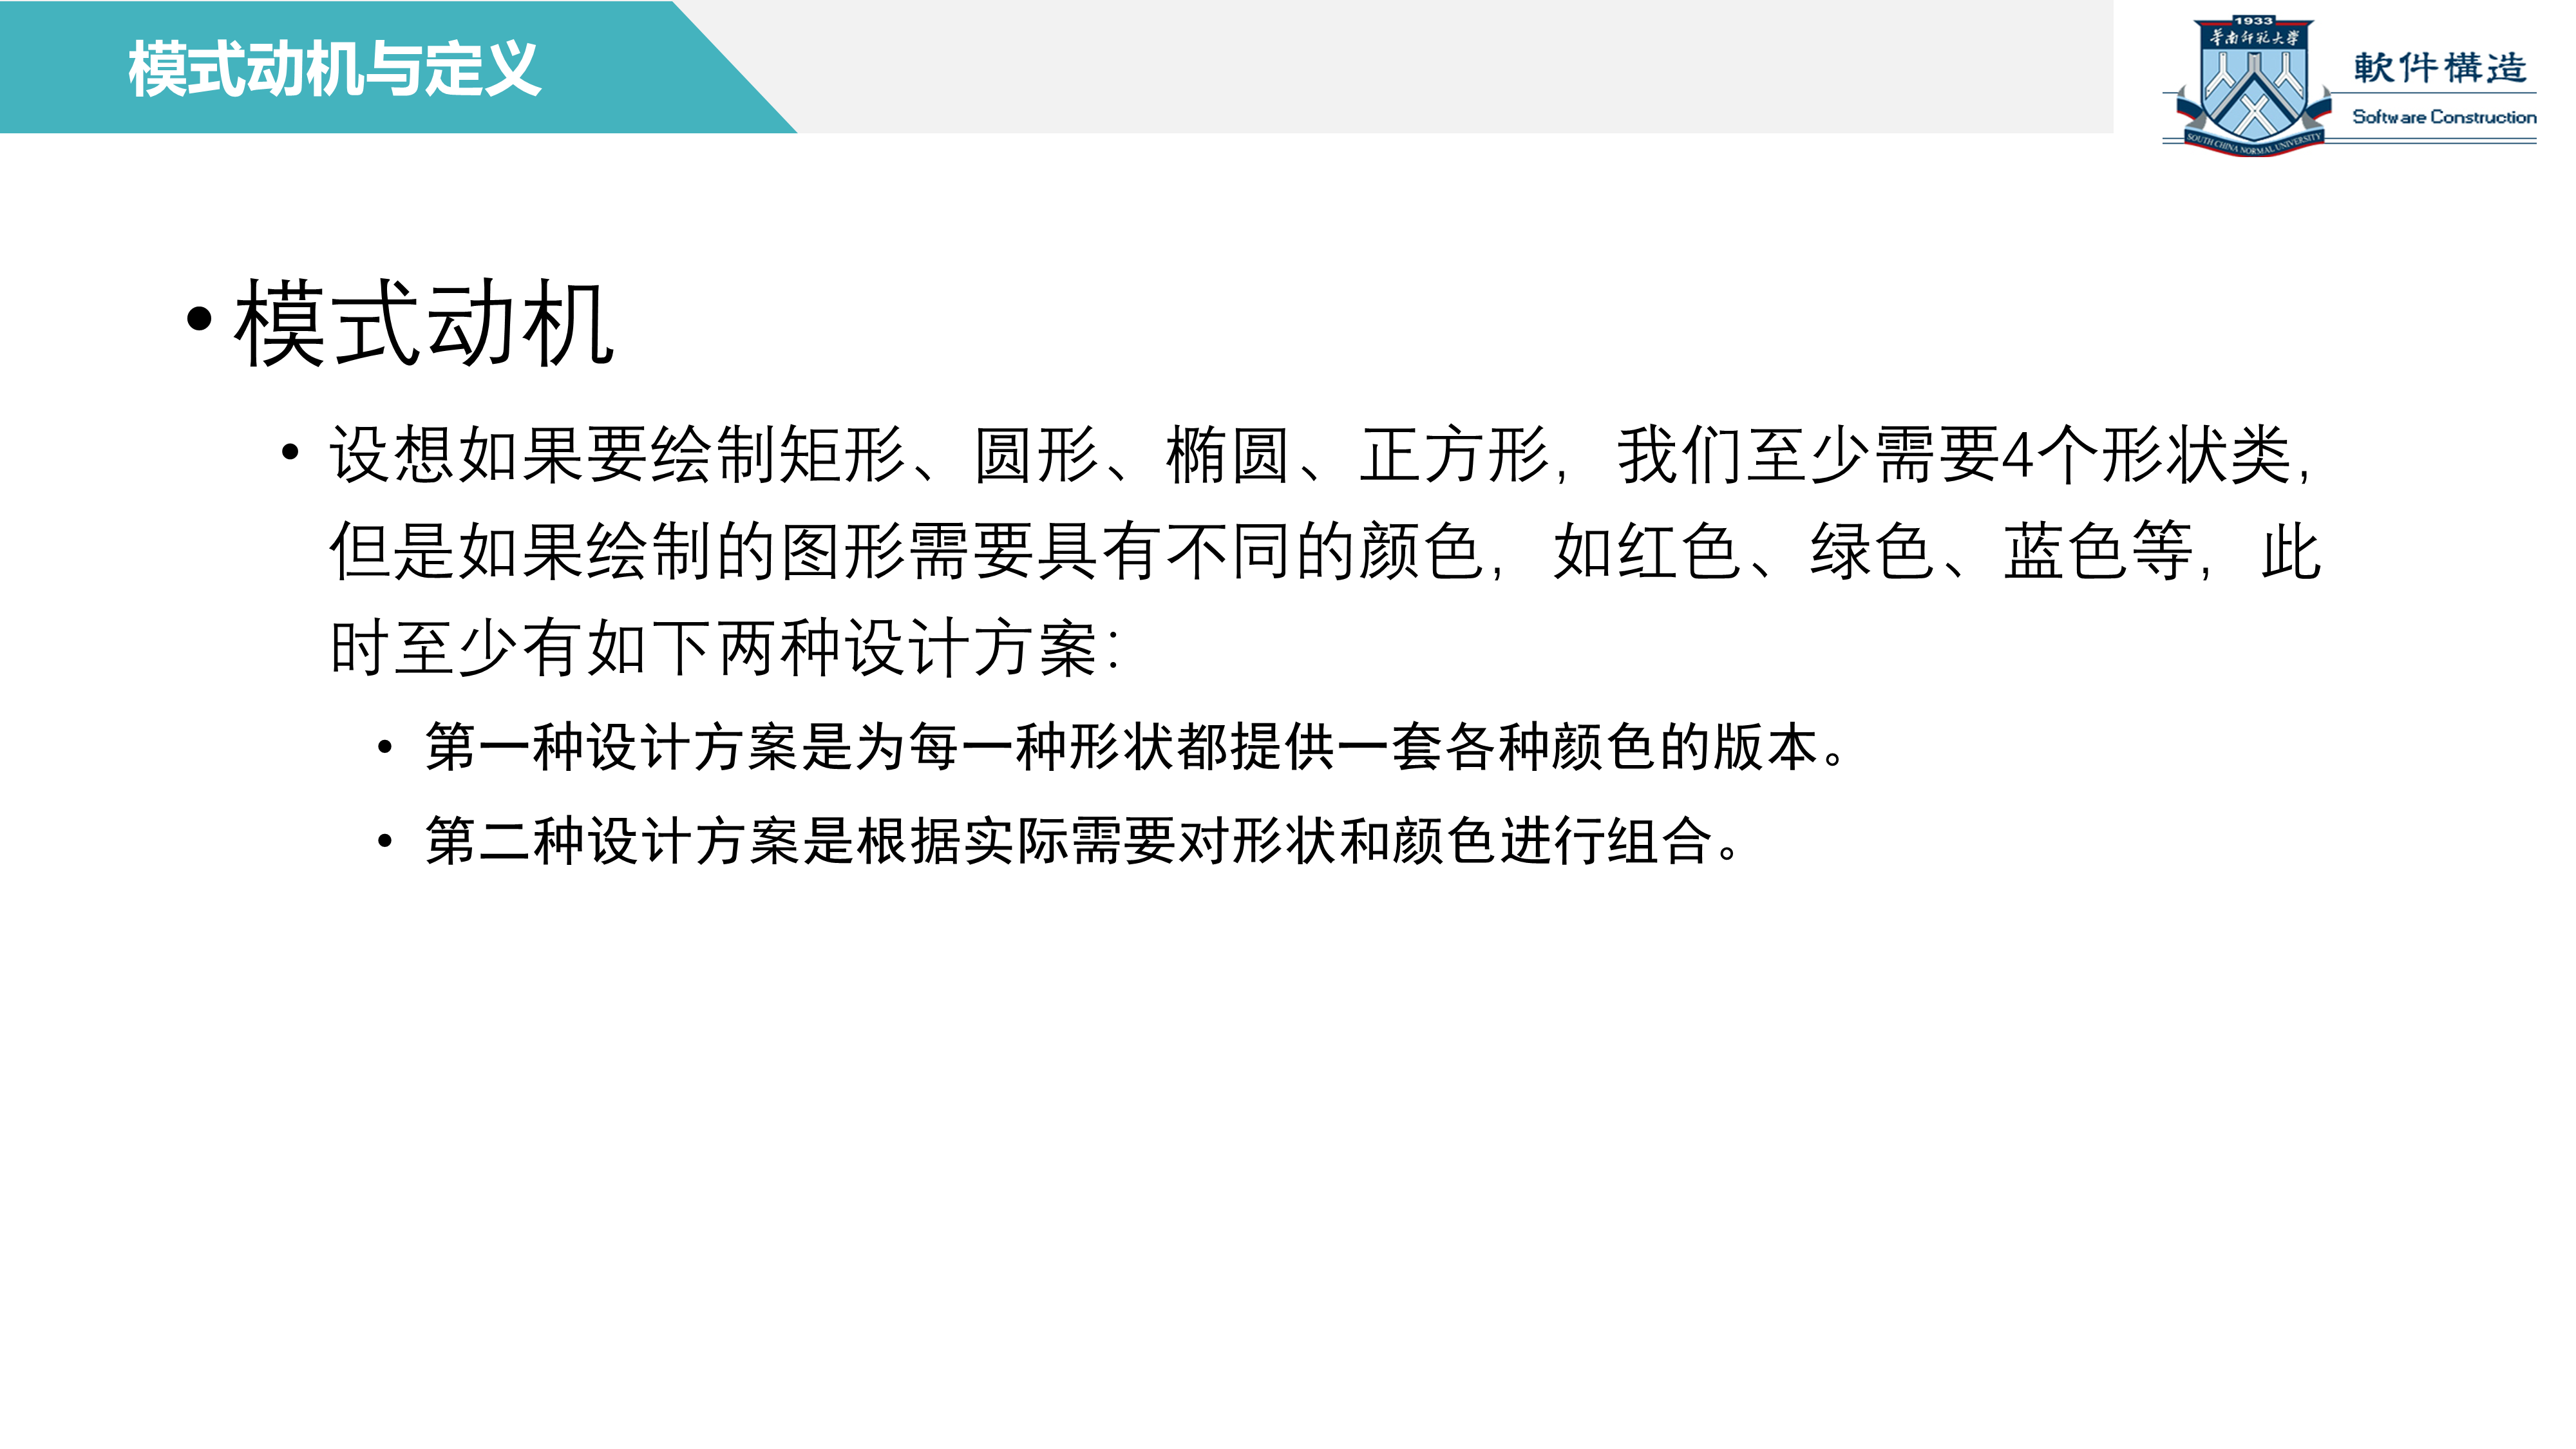 模式动机与定义
1933
华南师范大学
軟件構造
Software Construction
SOUTH CHINA NORMAL UNIVERSITY
•模式动机
• 设想如果要绘制矩形、圆形、椭圆、正方形，我们至少需要4个形状类，
但是如果绘制的图形需要具有不同的颜色，如红色、绿色、蓝色等，此
时至少有如下两种设计方案：
• 第一种设计方案是为每一种形状都提供一套各种颜色的版本。
• 第二种设计方案是根据实际需要对形状和颜色进行组合。